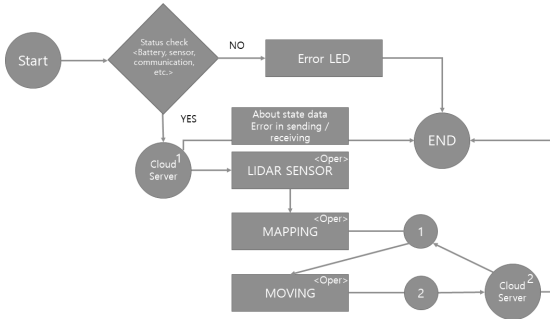 Start
Status check
<Battery, sensor,
communication,
etc.>
NO
Error LED
YES
About state data
Error in sending /
receiving
END
Cloud
Server
1
<Oper>
LIDAR SENSOR
<Oper>
MAPPING
1
<Oper>
MOVING
2
Cloud
Server
2